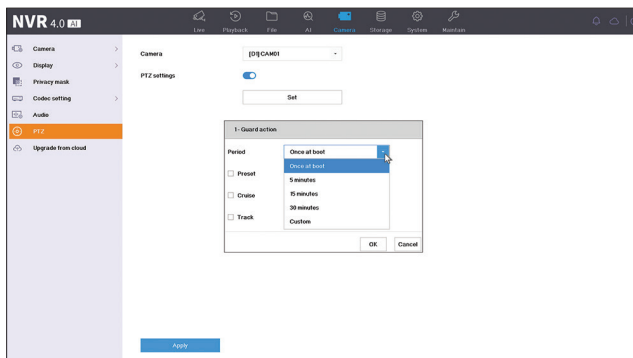 NVR 4.0 AI
Live Playback File AI Camera Storage System Maintain
Camera
Display
Privacy mask
Codec setting
Audio
PTZ
Upgrade from cloud
Camera [D1]CAM01
PTZ settings
Set
1 - Guard action
Period Once at boot
Once at boot
5 minutes
15 minutes
30 minutes
Custom
Preset
Cruise
Track
OK Cancel
Apply